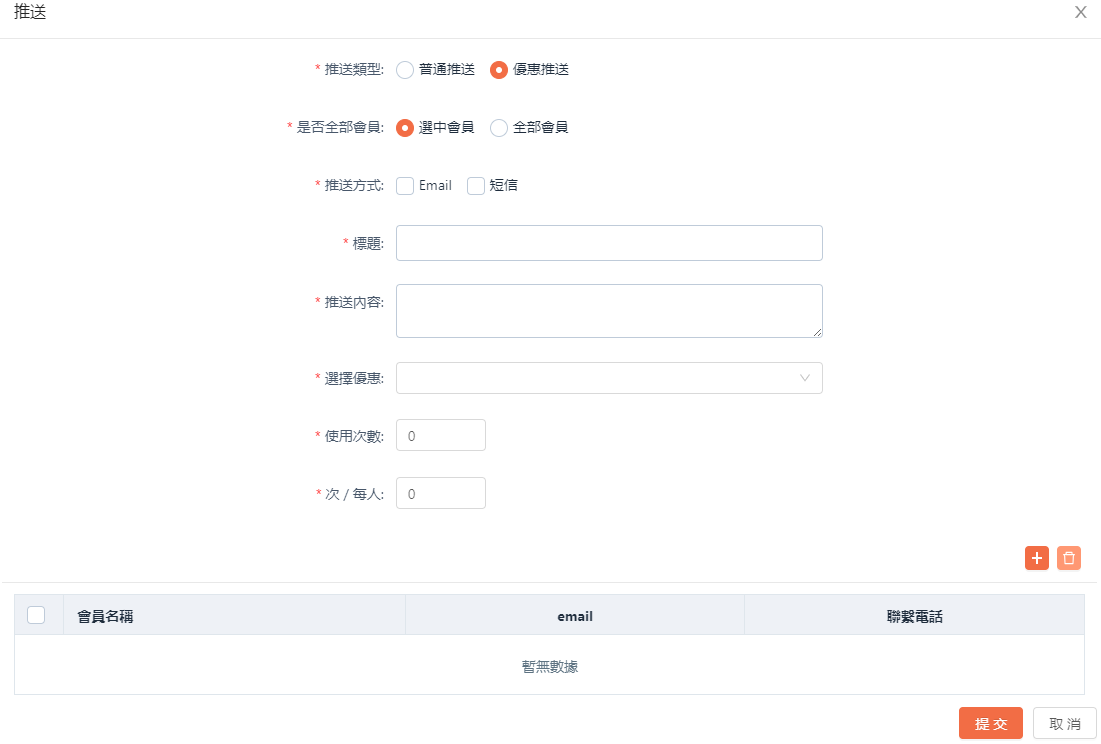 推送
* 推送類型: 普通推送 優惠推送
* 是否全部會員: 選中會員 全部會員
* 推送方式: Email 短信
* 標題:
* 推送內容:
* 選擇優惠:
* 使用次數: 0
* 次 / 每人: 0
會員名稱 email 聯繫電話
暫無數據
提交 取消